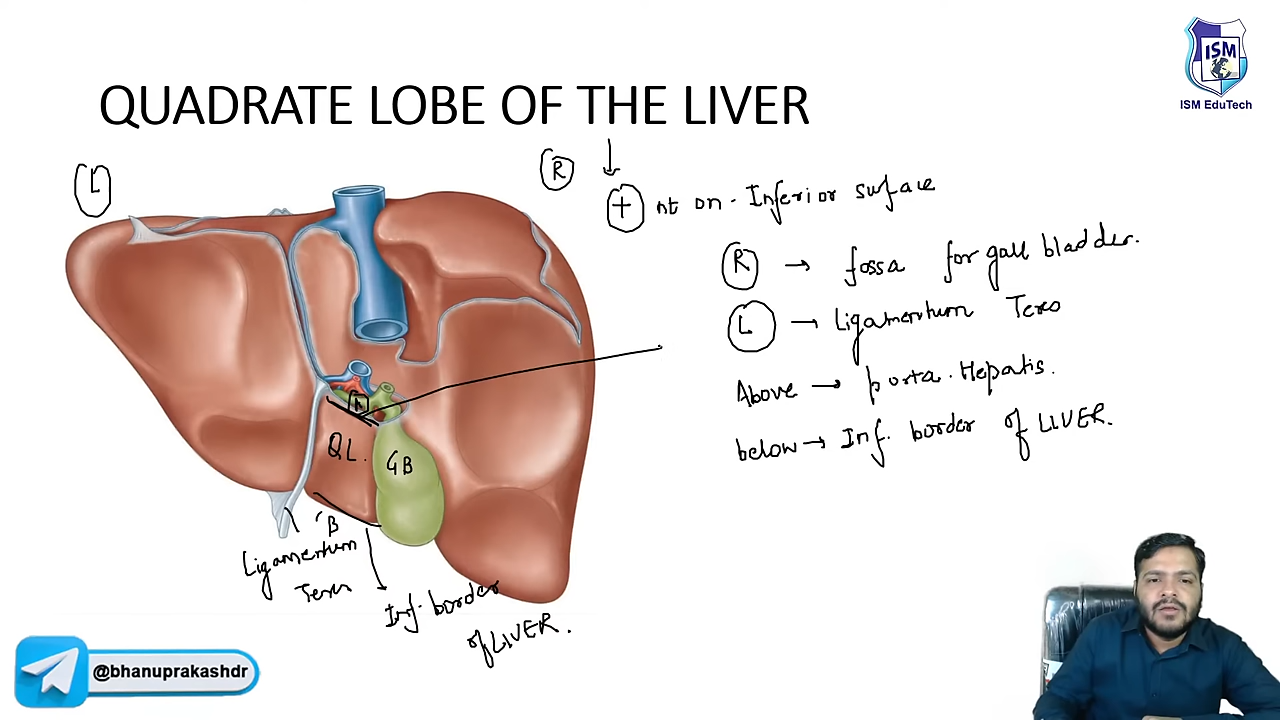 ISM
ISM EduTech
QUADRATE LOBE OF THE LIVER
L
R
+ nt on - Inferior surface
R → fossa for gall bladder.
L → Ligamentum Teres
Above → porta - Hepatis.
below → Inf. border of LIVER.
A
QL.
GB
B
Ligamentum
Teres
Inf. border
of LIVER.
@bhanuprakashdr